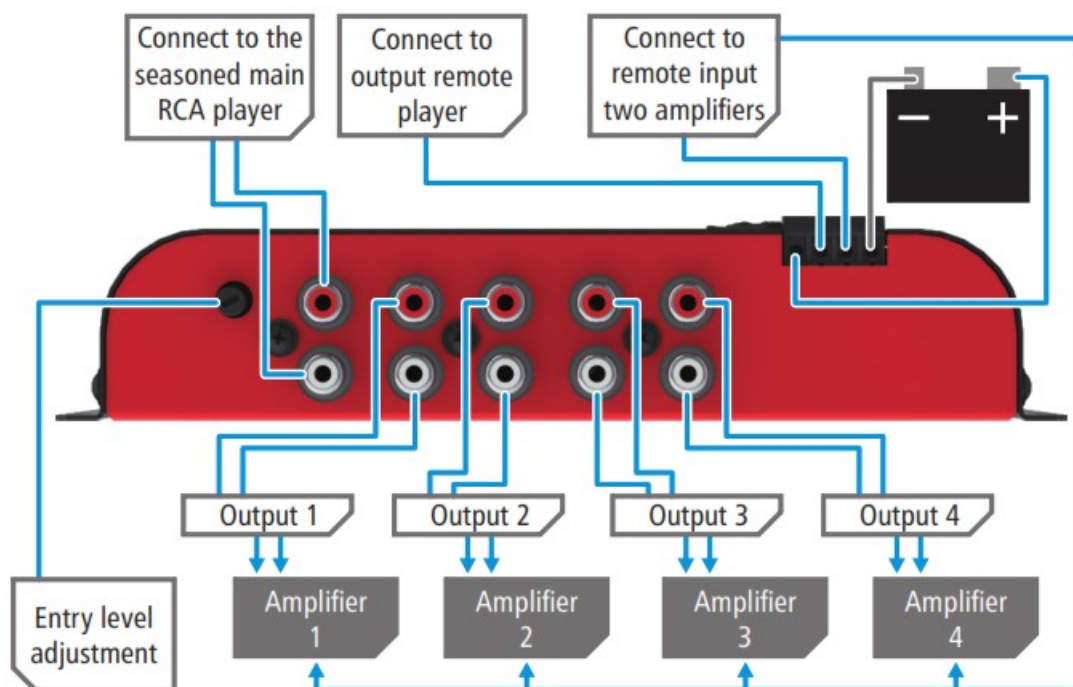 Connect to the
seasoned main
RCA player
Connect to
output remote
player
Connect to
remote input
two amplifiers
− +
Output 1
Output 2
Output 3
Output 4
Entry level
adjustment
Amplifier
1
Amplifier
2
Amplifier
3
Amplifier
4